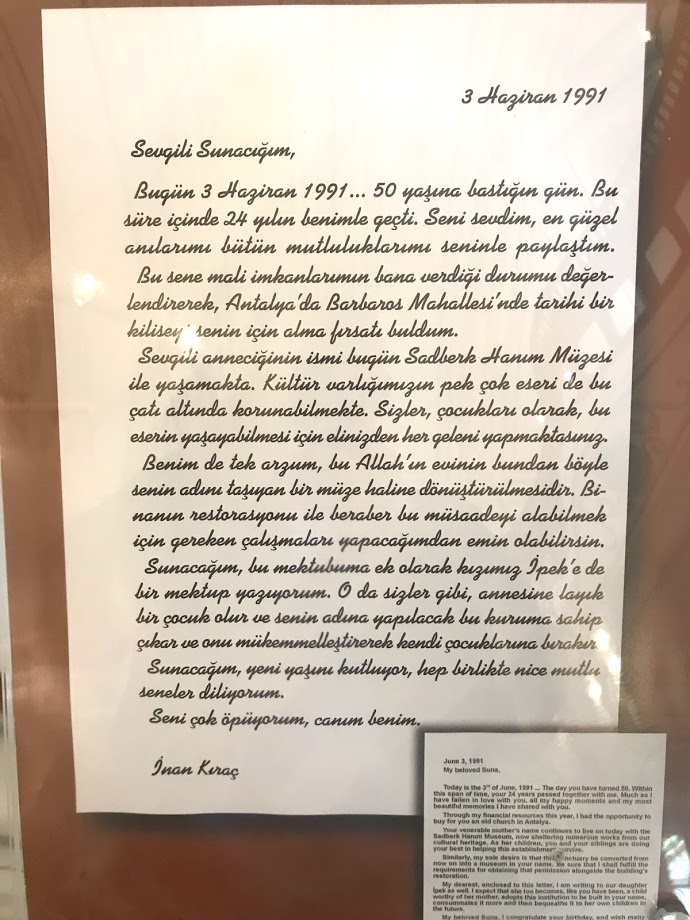 3 Haziran 1991
Sevgili Sunacığım,
Bugün 3 Haziran 1991... 50 yaşına bastığın gün. Bu
süre içinde 24 yılın benimle geçti. Seni sevdim, en güzel
anılarımı bütün mutluluklarımı seninle paylaştım.
Bu sene mali imkanlarımın bana verdiği durumu değer-
lendirerek, Antalya'da Barbaros Mahallesi'nde tarihi bir
kiliseyi senin için alma fırsatı buldum.
Sevgili anneciğinin ismi bugün Sadberk Hanım Müzesi
ile yaşamakta. Kültür varlığımızın pek çok eseri de bu
çatı altında korunabilmekte. Sizler, çocukları olarak, bu
eserin yaşayabilmesi için elinizden her geleni yapmaktasınız.
Benim de tek arzum, bu Allah'ın evinin bundan böyle
senin adını taşıyan bir müze haline dönüştürülmesidir. Bi-
nanın restorasyonu ile beraber bu müsaadeyi alabilmek
için gereken çalışmaları yapacağımdan emin olabilirsin.
Sunacağım, bu mektubuma ek olarak kızımız İpek'e de
bir mektup yazıyorum. O da sizler gibi, annesine layık
bir çocuk olur ve senin adına yapılacak bu kuruma sahip
çıkar ve onu mükemmelleştirerek kendi çocuklarına bırakır.
Sunacağım, yeni yaşını kutluyor, hep birlikte nice mutlu
seneler diliyorum.
Seni çok öpüyorum, canım benim.
İnan Kıraç
June 3, 1991
My beloved Suna,
Today is the 3rd of June, 1991 ... The day you have turned 50. Within
this span of time, your 24 years passed together with me. Much as I
have fallen in love with you, all my happy moments and my most
beautiful memories I have shared with you.
Through my financial resources this year, I had the opportunity to
buy for you an old church in Antalya.
Your venerable mother's name continues to live on today with the
Sadberk Hanım Museum, now sheltering numerous works from our
cultural heritage. As her children, you and your siblings are doing
your best in helping this establishment survive.
Similarly, my sole desire is that this sanctuary be converted from
now on into a museum in your name. Be sure that I shall fulfill the
requirements for obtaining that permission alongside the building's
restoration.
My dearest, enclosed to this letter, I am writing to our daughter
İpek as well. I expect that she too becomes, like you have been, a child
worthy of her mother, adopts this institution to be built in your name,
consummates it more and then bequeaths it to her own children in
the future.
My beloved Suna, I congratulate your birthday, and wish many